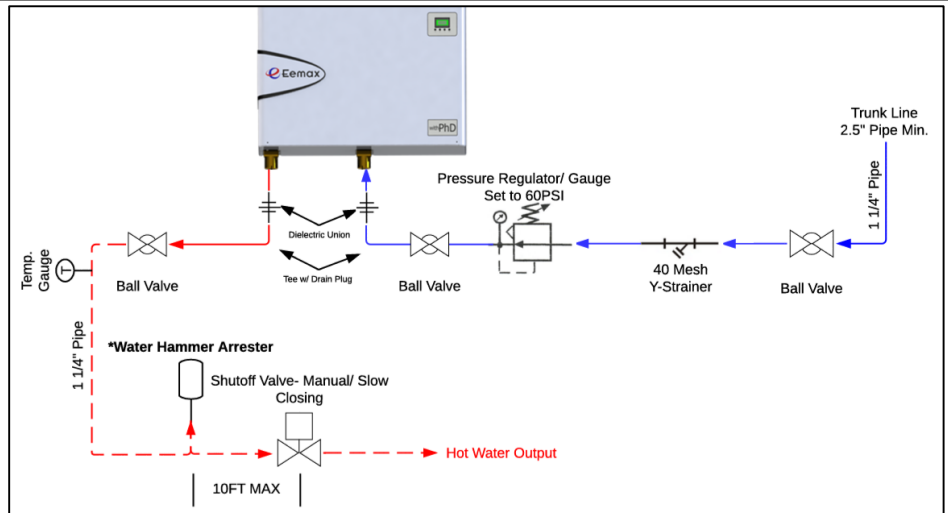 Eemax
with PhD
Trunk Line
2.5" Pipe Min.
1 1/4" Pipe
Pressure Regulator/ Gauge
Set to 60PSI
Dielectric Union
Tee w/ Drain Plug
Temp.
Gauge
T
Ball Valve
Ball Valve
40 Mesh
Y-Strainer
Ball Valve
1 1/4" Pipe
*Water Hammer Arrester
Shutoff Valve- Manual/ Slow
Closing
Hot Water Output
10FT MAX